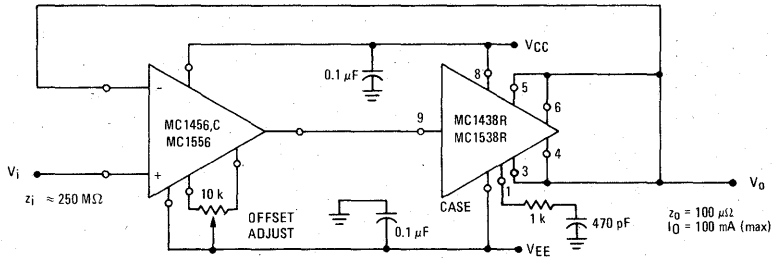 VCC
0.1 µF
8
5
–
MC1456,C
MC1556
9
MC1438R
MC1538R
6
4
Vi
+
3
Vo
zi ≈ 250 MΩ
10 k
CASE
1
zo = 100 µΩ
IO = 100 mA (max)
OFFSET
ADJUST
0.1 µF
1 k
470 pF
VEE